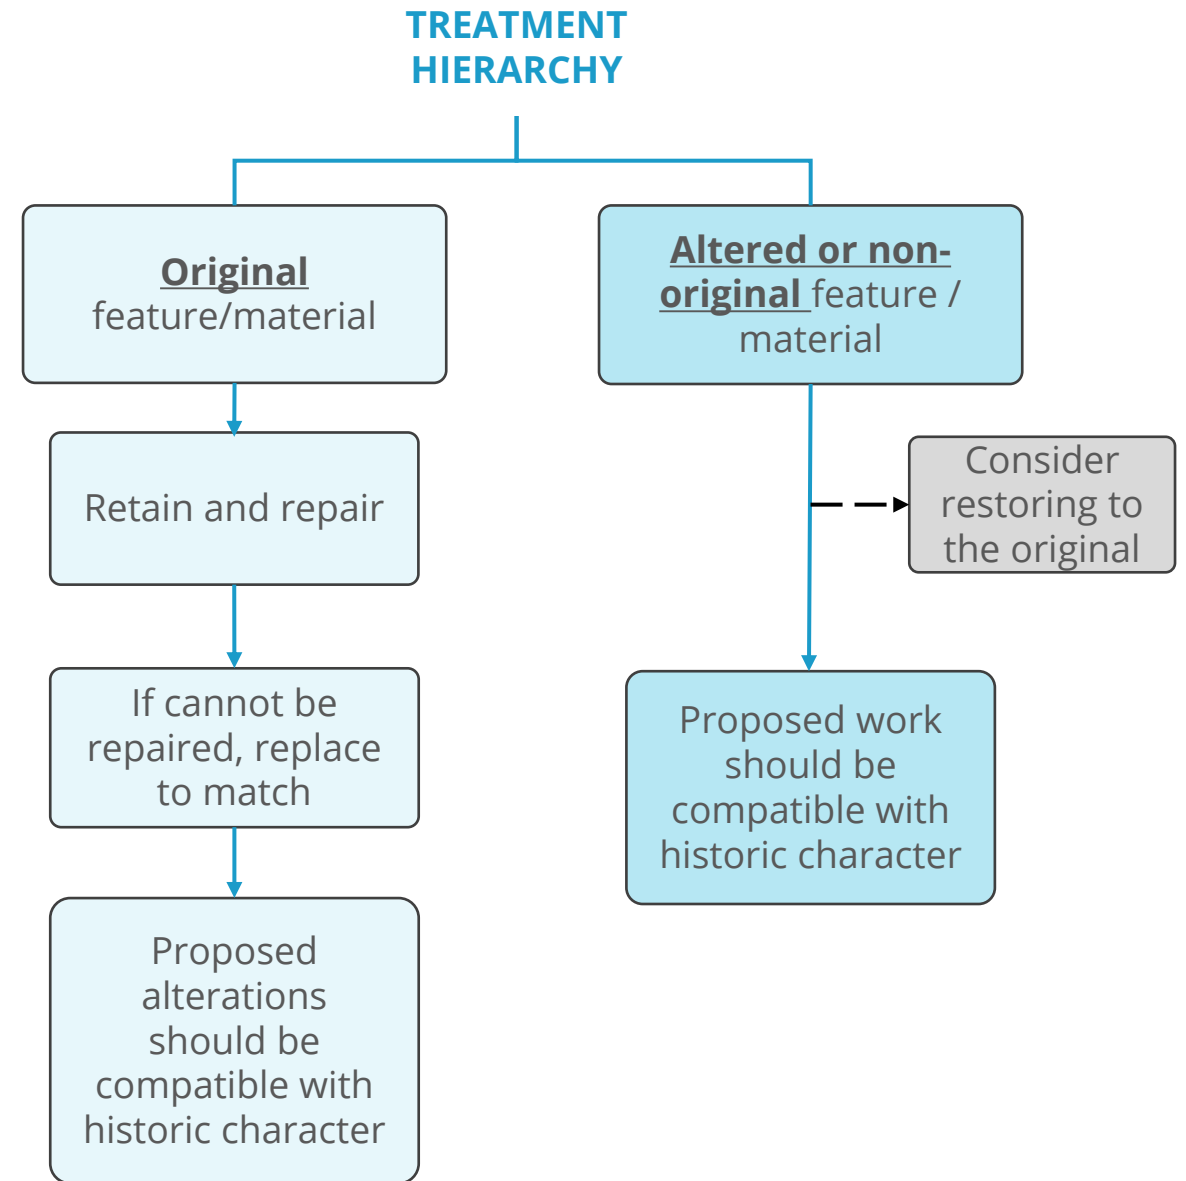 TREATMENT
HIERARCHY
Original
feature/material
Retain and repair
If cannot be
repaired, replace
to match
Proposed
alterations
should be
compatible with
historic character
Altered or non-
original feature /
material
Consider
restoring to
the original
Proposed work
should be
compatible with
historic character